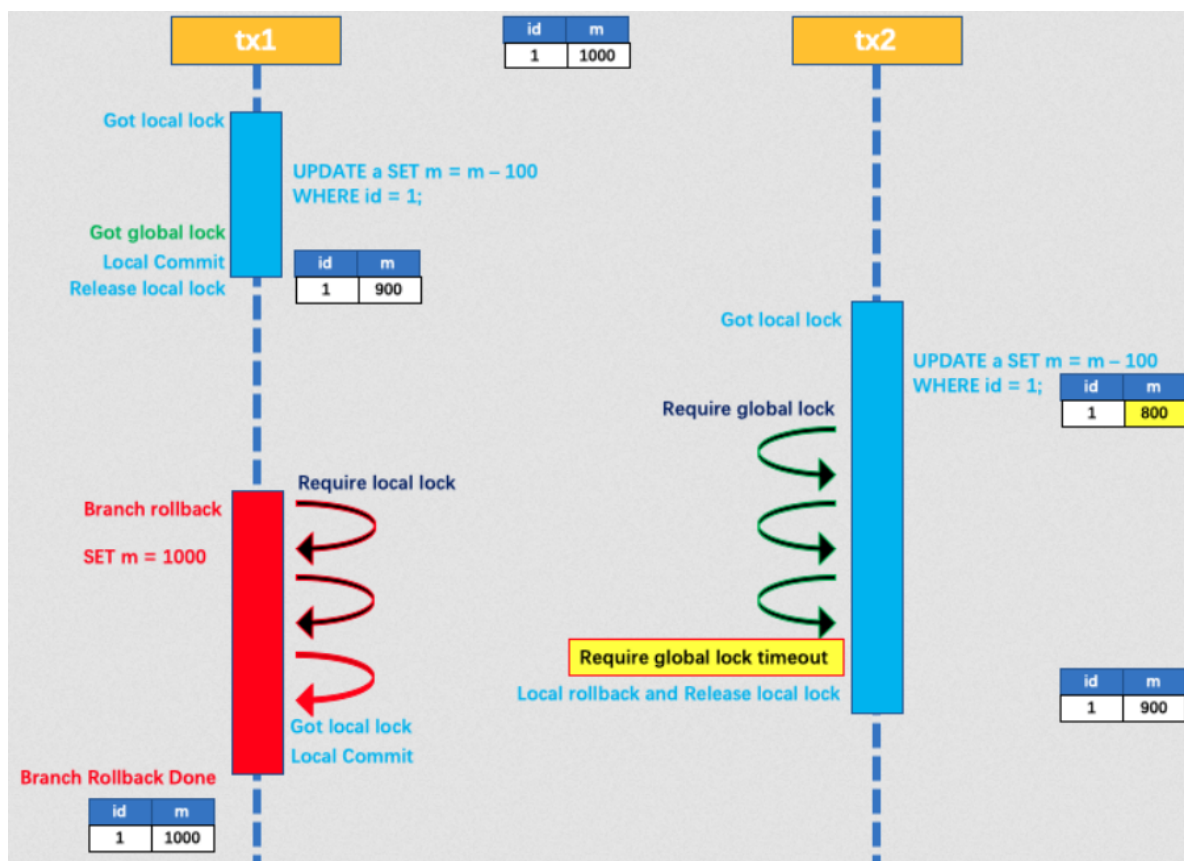 tx1
id m
1 1000
tx2
Got local lock
UPDATE a SET m = m – 100
WHERE id = 1;
Got global lock
Local Commit
Release local lock
id m
1 900
Got local lock
UPDATE a SET m = m – 100
WHERE id = 1;
id m
1 800
Require global lock
Require local lock
Branch rollback
SET m = 1000
Require global lock timeout
Local rollback and Release local lock
id m
1 900
Got local lock
Local Commit
Branch Rollback Done
id m
1 1000